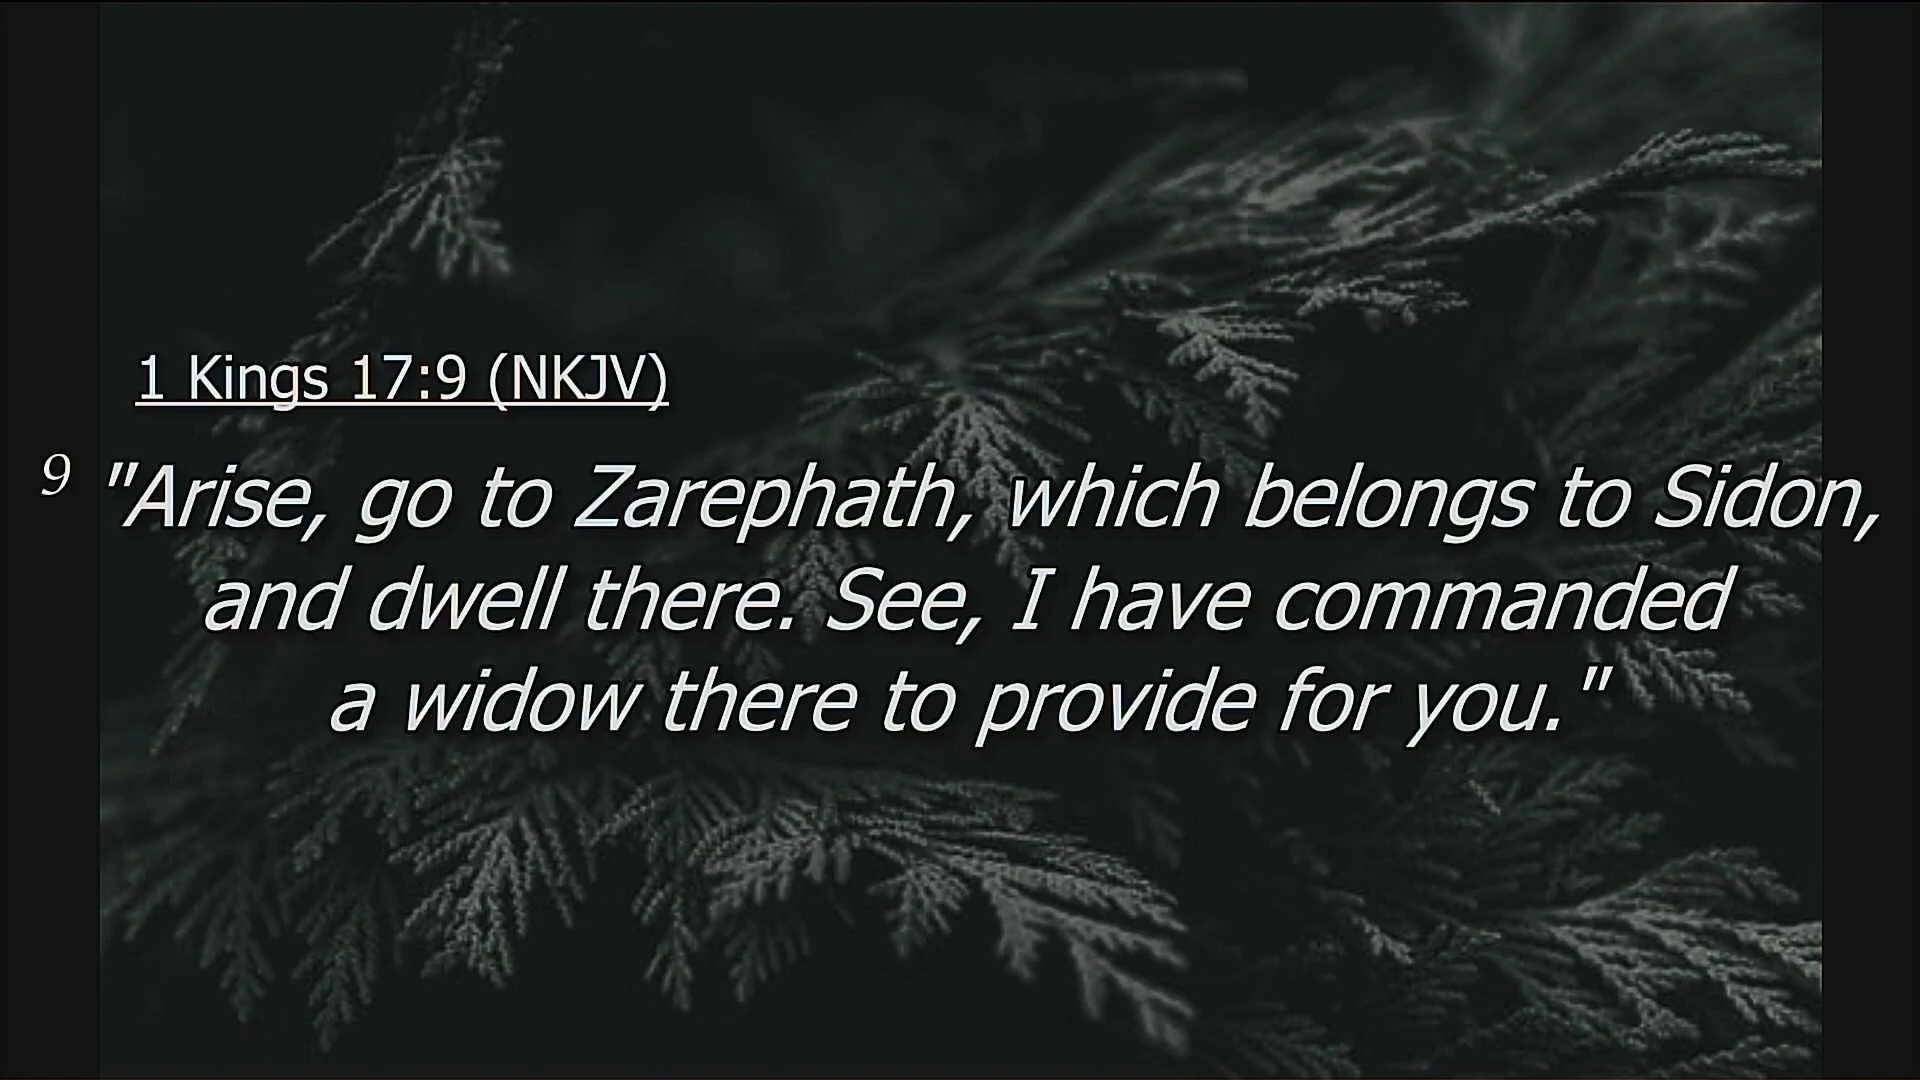 1 Kings 17:9 (NKJV)
9 "Arise, go to Zarephath, which belongs to Sidon,
and dwell there. See, I have commanded
a widow there to provide for you."